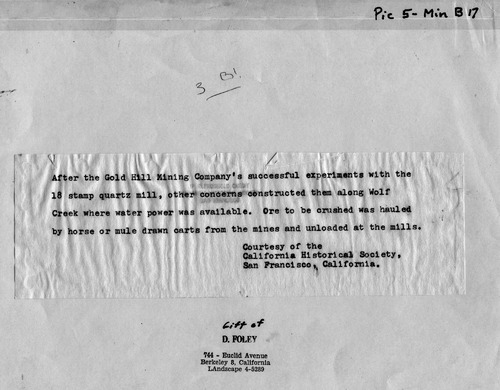 Pic 5-Min B 17
3 B!
After the Gold Hill Mining Company's successful experiments with the
18 stamp quartz mill, other concerns constructed them along Wolf
Creek where water power was available. Ore to be crushed was hauled
by horse or mule drawn carts from the mines and unloaded at the mills.
Courtesy of the
California Historical Society,
San Francisco, California.
Gift of
D. FOLEY
744 - Euclid Avenue
Berkeley 8, California
LAndscape 4-5289